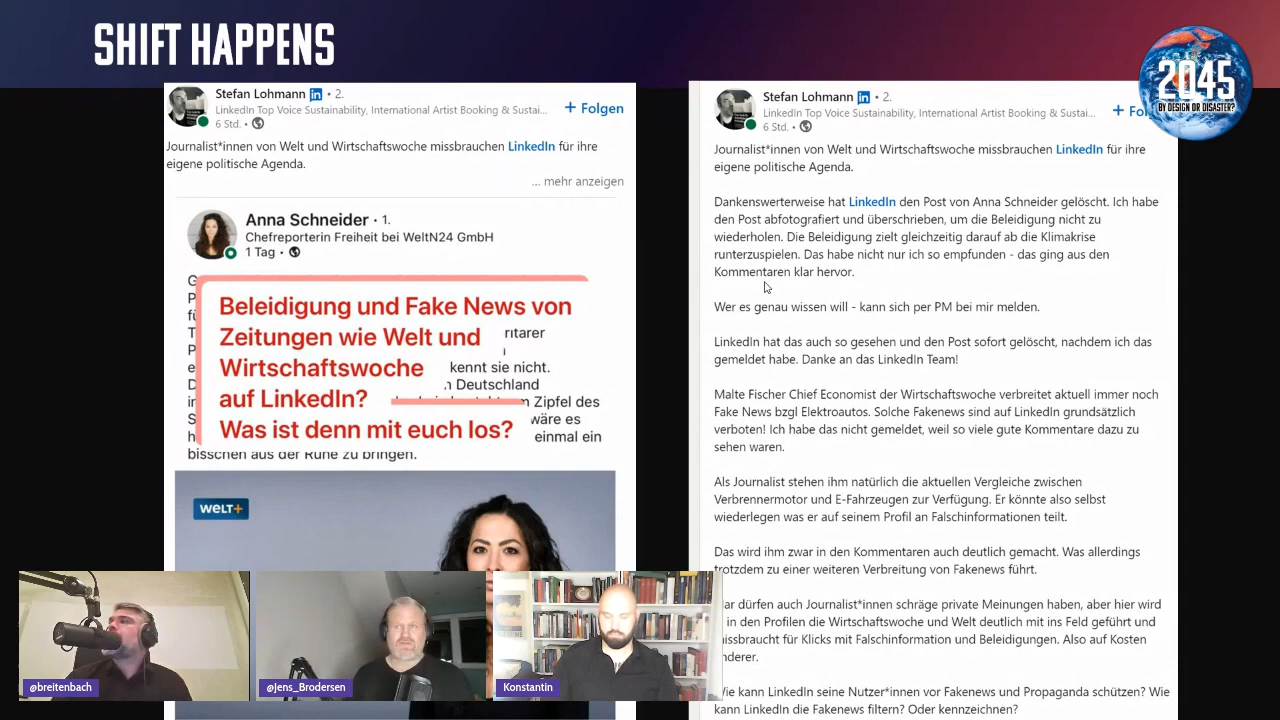 SHIFT HAPPENS
2045
BY DESIGN OR DISASTER?
Stefan Lohmann in • 2.
LinkedIn Top Voice Sustainability, International Artist Booking & Sustai...
6 Std. •
+ Folgen
Journalist*innen von Welt und Wirtschaftswoche missbrauchen LinkedIn für ihre
eigene politische Agenda.
... mehr anzeigen
Anna Schneider • 1.
Chefreporterin Freiheit bei WeltN24 GmbH
1 Tag •
Beleidigung und Fake News von
Zeitungen wie Welt und
Wirtschaftswoche
auf LinkedIn?
Was ist denn mit euch los?
kennt sie nicht.
Deutschland
Zipfel des
wäre es
einmal ein
bisschen aus der Ruhe zu bringen.
WELT+
Stefan Lohmann in • 2.
LinkedIn Top Voice Sustainability, International Artist Booking & Sustai...
6 Std. •
Journalist*innen von Welt und Wirtschaftswoche missbrauchen LinkedIn für ihre
eigene politische Agenda.
Dankenswerterweise hat LinkedIn den Post von Anna Schneider gelöscht. Ich habe
den Post abfotografiert und überschrieben, um die Beleidigung nicht zu
wiederholen. Die Beleidigung zielt gleichzeitig darauf ab die Klimakrise
runterzuspielen. Das habe nicht nur ich so empfunden - das ging aus den
Kommentaren klar hervor.
Wer es genau wissen will - kann sich per PM bei mir melden.
LinkedIn hat das auch so gesehen und den Post sofort gelöscht, nachdem ich das
gemeldet habe. Danke an das LinkedIn Team!
Malte Fischer Chief Economist der Wirtschaftswoche verbreitet aktuell immer noch
Fake News bzgl Elektroautos. Solche Fakenews sind auf LinkedIn grundsätzlich
verboten! Ich habe das nicht gemeldet, weil so viele gute Kommentare dazu zu
sehen waren.
Als Journalist stehen ihm natürlich die aktuellen Vergleiche zwischen
Verbrennermotor und E-Fahrzeugen zur Verfügung. Er könnte also selbst
wiederlegen was er auf seinem Profil an Falschinformationen teilt.
Das wird ihm zwar in den Kommentaren auch deutlich gemacht. Was allerdings
trotzdem zu einer weiteren Verbreitung von Fakenews führt.
dürfen auch Journalist*innen schräge private Meinungen haben, aber hier wird
in den Profilen die Wirtschaftswoche und Welt deutlich mit ins Feld geführt und
missbraucht für Klicks mit Falschinformation und Beleidigungen. Also auf Kosten
anderer.
Wie kann LinkedIn seine Nutzer*innen vor Fakenews und Propaganda schützen? Wie
kann LinkedIn die Fakenews filtern? Oder kennzeichnen?
@breitenbach
@Jens_Brodersen
Konstantin